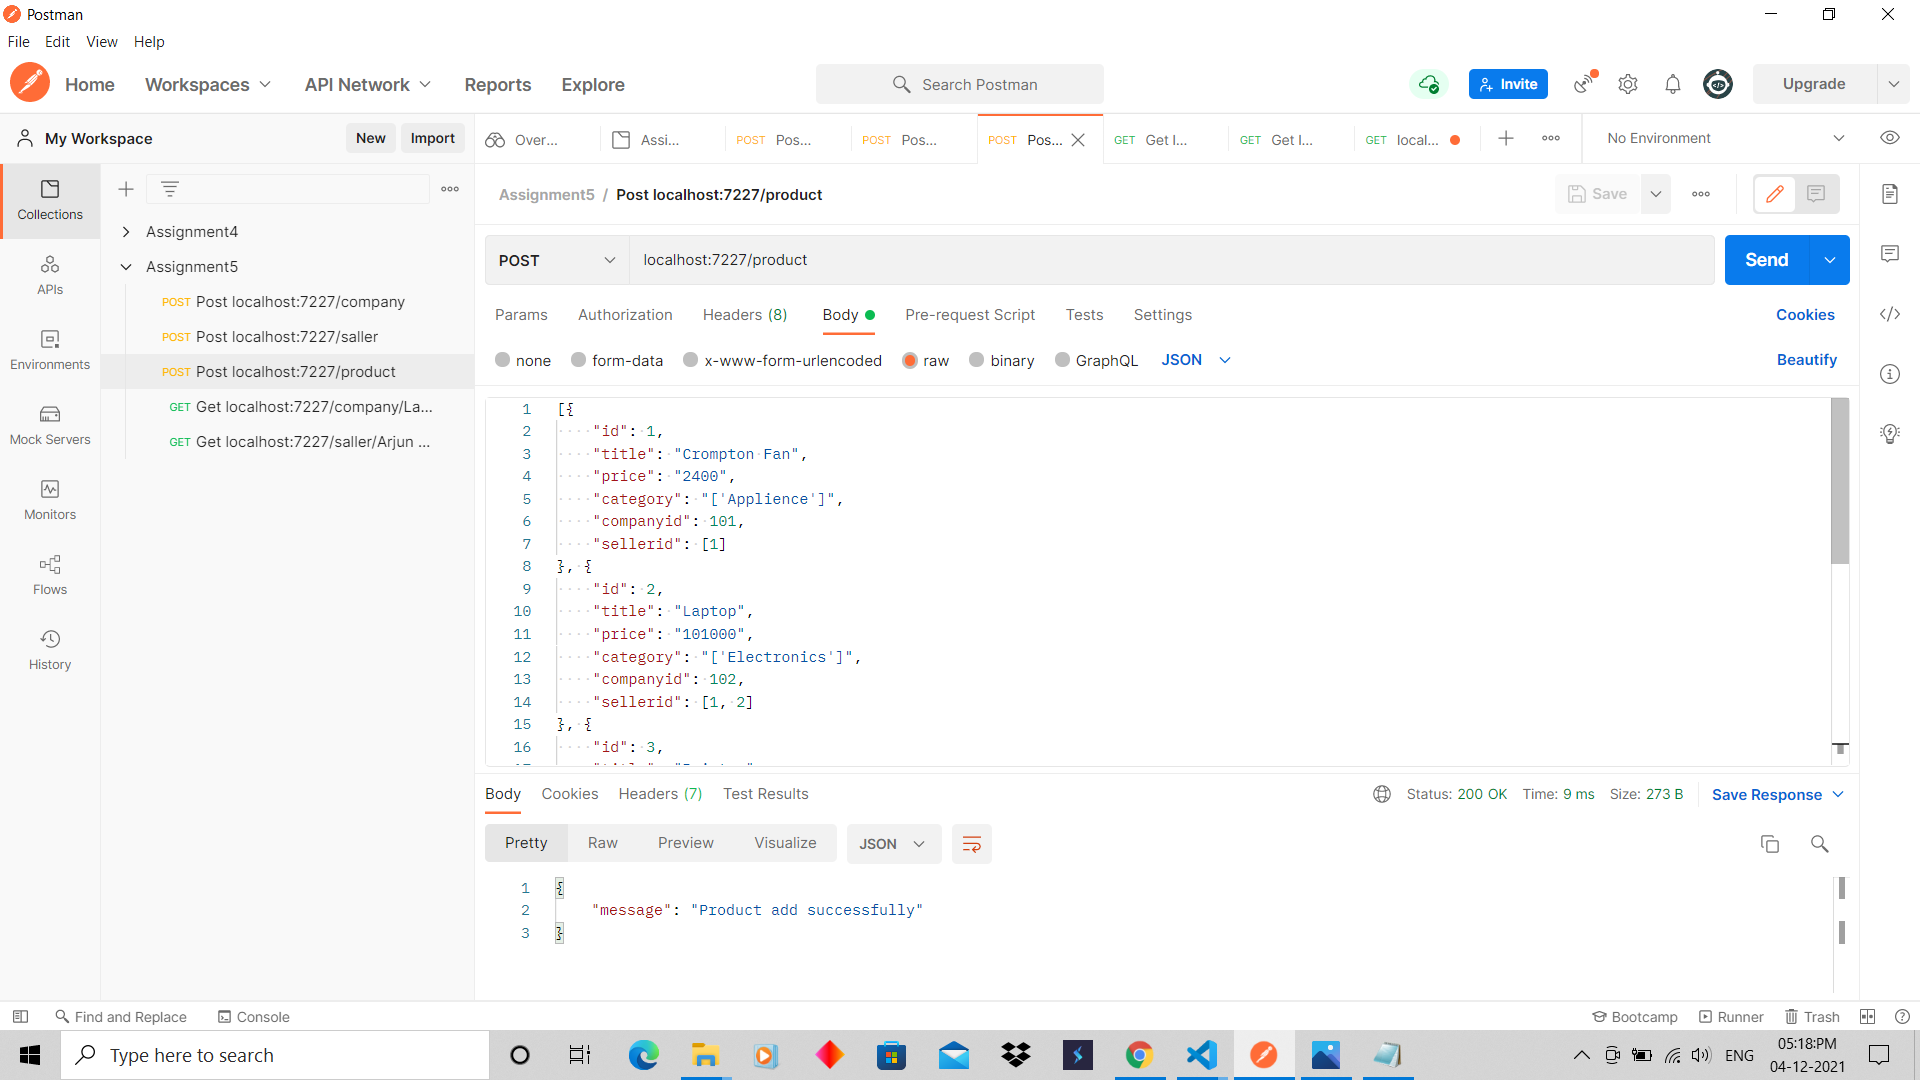 Postman
File Edit View Help
Home Workspaces API Network Reports Explore Search Postman Invite Upgrade
My Workspace New Import Over... Assi... POST Pos... POST Pos... POST Pos... GET Get l... GET Get l... GET local... No Environment
Collections
APIs
Environments
Mock Servers
Monitors
Flows
History
Assignment4
Assignment5
POST Post localhost:7227/company
POST Post localhost:7227/saller
POST Post localhost:7227/product
GET Get localhost:7227/company/La...
GET Get localhost:7227/saller/Arjun ...
Assignment5 / Post localhost:7227/product Save
POST localhost:7227/product Send
Params Authorization Headers (8) Body Pre-request Script Tests Settings Cookies
none form-data x-www-form-urlencoded raw binary GraphQL JSON Beautify
1 [{
2 "id": 1,
3 "title": "Crompton Fan",
4 "price": "2400",
5 "category": "['Applience']",
6 "companyid": 101,
7 "sellerid": [1]
8 }, {
9 "id": 2,
10 "title": "Laptop",
11 "price": "101000",
12 "category": "['Electronics']",
13 "companyid": 102,
14 "sellerid": [1, 2]
15 }, {
16 "id": 3,
Body Cookies Headers (7) Test Results Status: 200 OK Time: 9 ms Size: 273 B Save Response
Pretty Raw Preview Visualize JSON
1 {
2 "message": "Product add successfully"
3 }
Find and Replace Console Bootcamp Runner Trash
Type here to search ENG 05:18:PM
04-12-2021